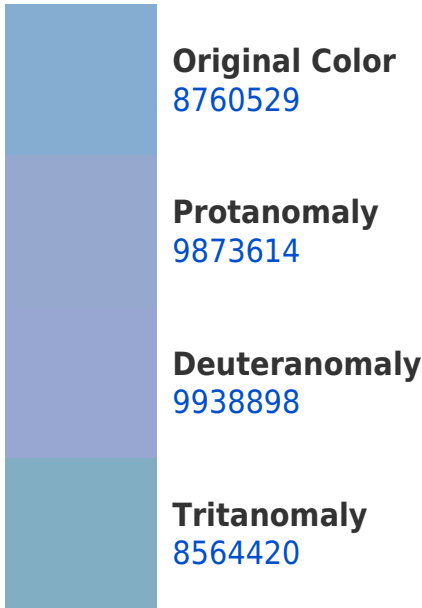 Original Color
8760529
Protanomaly
9873614
Deuteranomaly
9938898
Tritanomaly
8564420